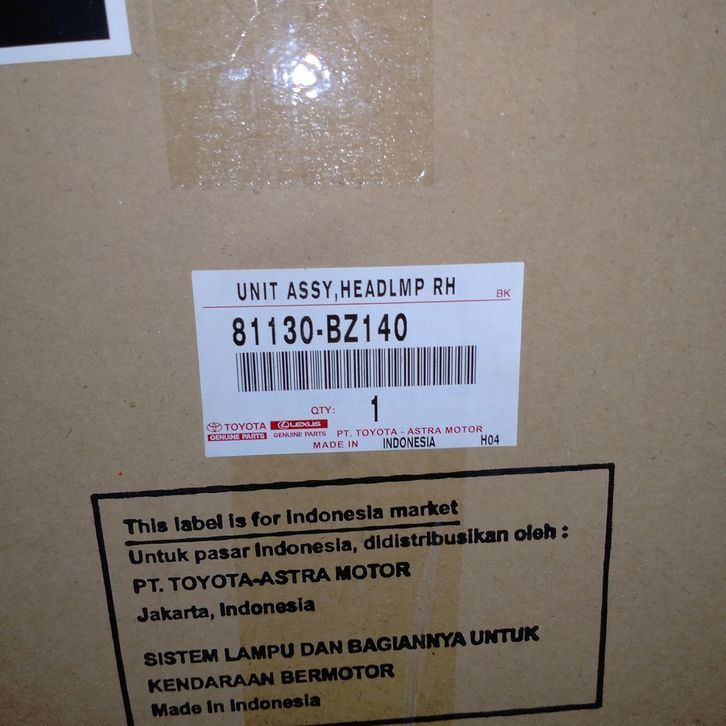 UNIT ASSY,HEADLMP RH
BK
81130-BZ140
QTY: 1
TOYOTA
GENUINE PARTS
LEXUS
GENUINE PARTS
PT. TOYOTA - ASTRA MOTOR
MADE IN INDONESIA H04
This label is for Indonesia market
Untuk pasar Indonesia, didistribusikan oleh :
PT. TOYOTA-ASTRA MOTOR
Jakarta, Indonesia
SISTEM LAMPU DAN BAGIANNYA UNTUK
KENDARAAN BERMOTOR
Made In Indonesia